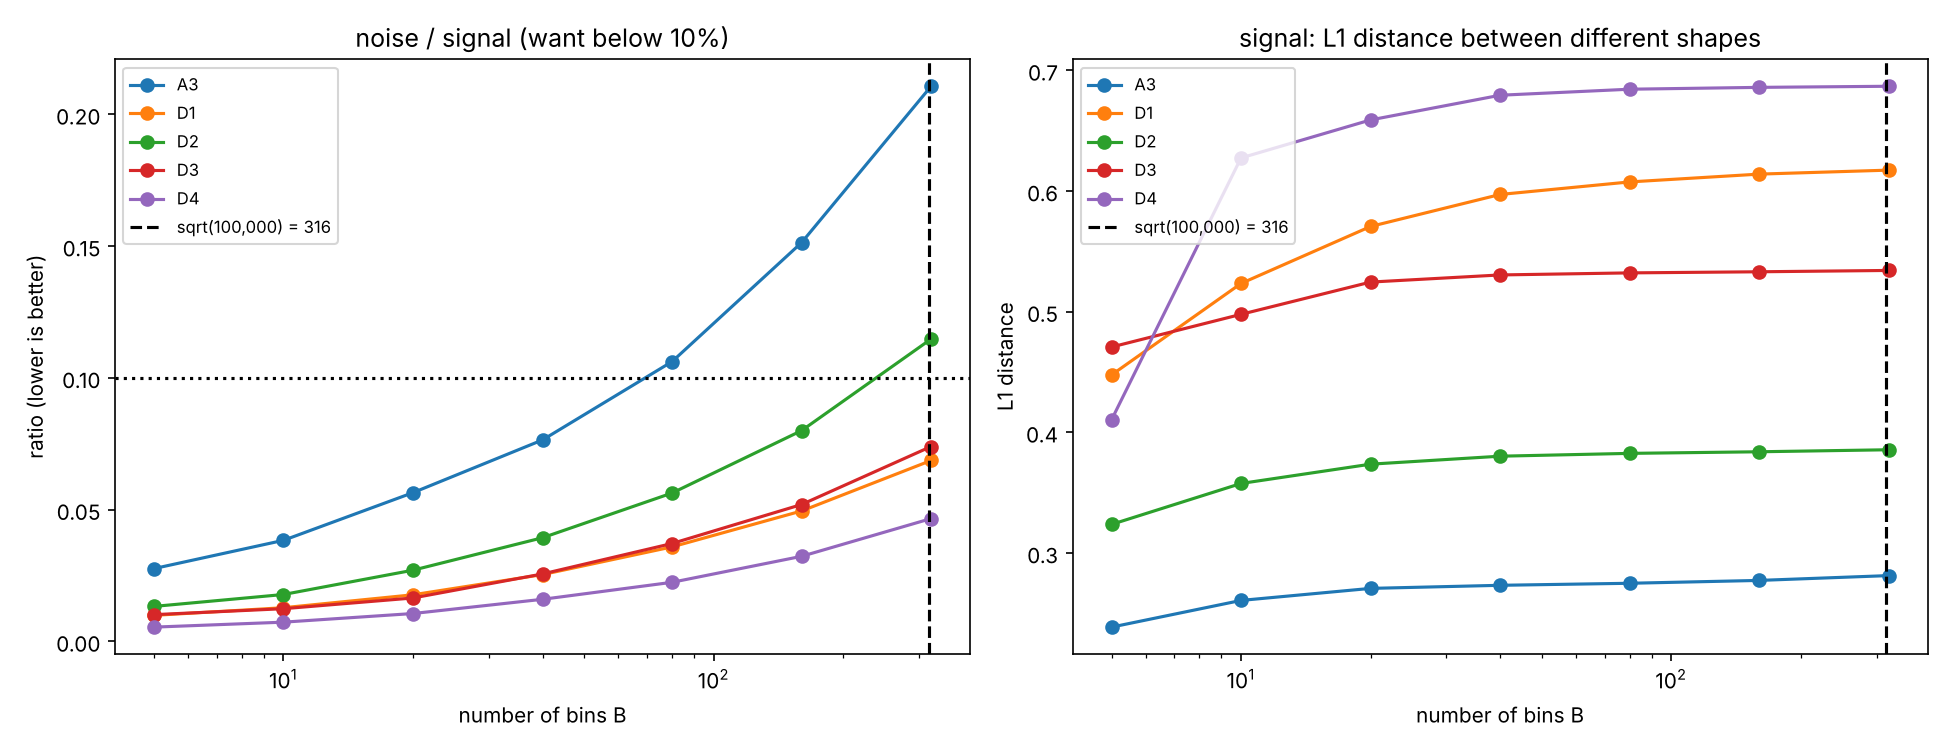 noise / signal (want below 10%)
ratio (lower is better)
0.20
0.15
0.10
0.05
0.00
A3
D1
D2
D3
D4
sqrt(100,000) = 316
10¹
10²
number of bins B
signal: L1 distance between different shapes
L1 distance
0.7
0.6
0.5
0.4
0.3
A3
D1
D2
D3
D4
sqrt(100,000) = 316
10¹
10²
number of bins B